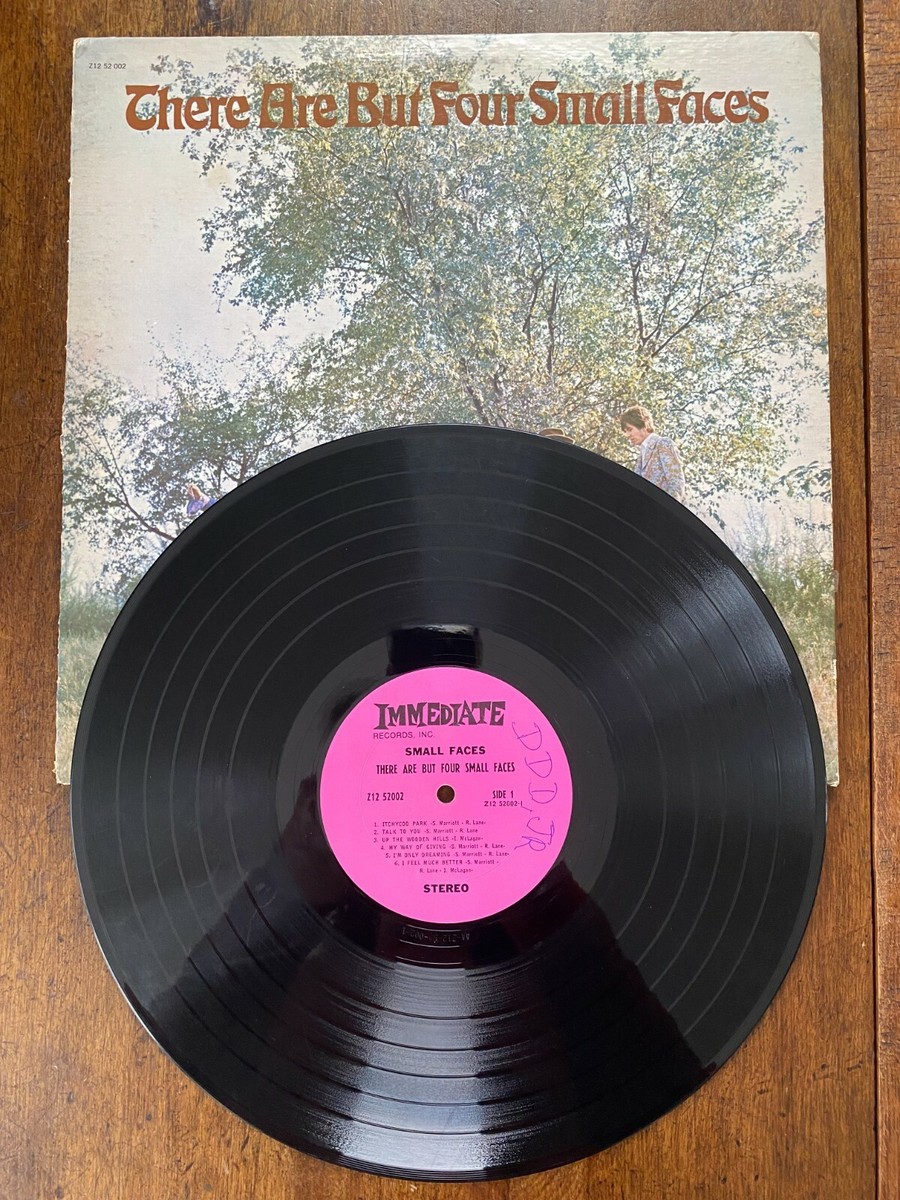 Z12 52 002
There Are But Four Small Faces
IMMEDIATE
RECORDS, INC.
SMALL FACES
THERE ARE BUT FOUR SMALL FACES
Z12 52002
SIDE 1
Z12 52002-1
1. ITCHYCOO PARK -S. Marriott - R. Lane-
2. TALK TO YOU -S. Marriott - R. Lane
3. UP THE WOODEN HILLS -I. McLagan-
4. MY WAY OF GIVING -S. Marriott - R. Lane-
5. I'M ONLY DREAMING -S. Marriott - R. Lane-
6. I FEEL MUCH BETTER -S. Marriott -
R. Lane - I. McLagan-
STEREO
DDD, JR